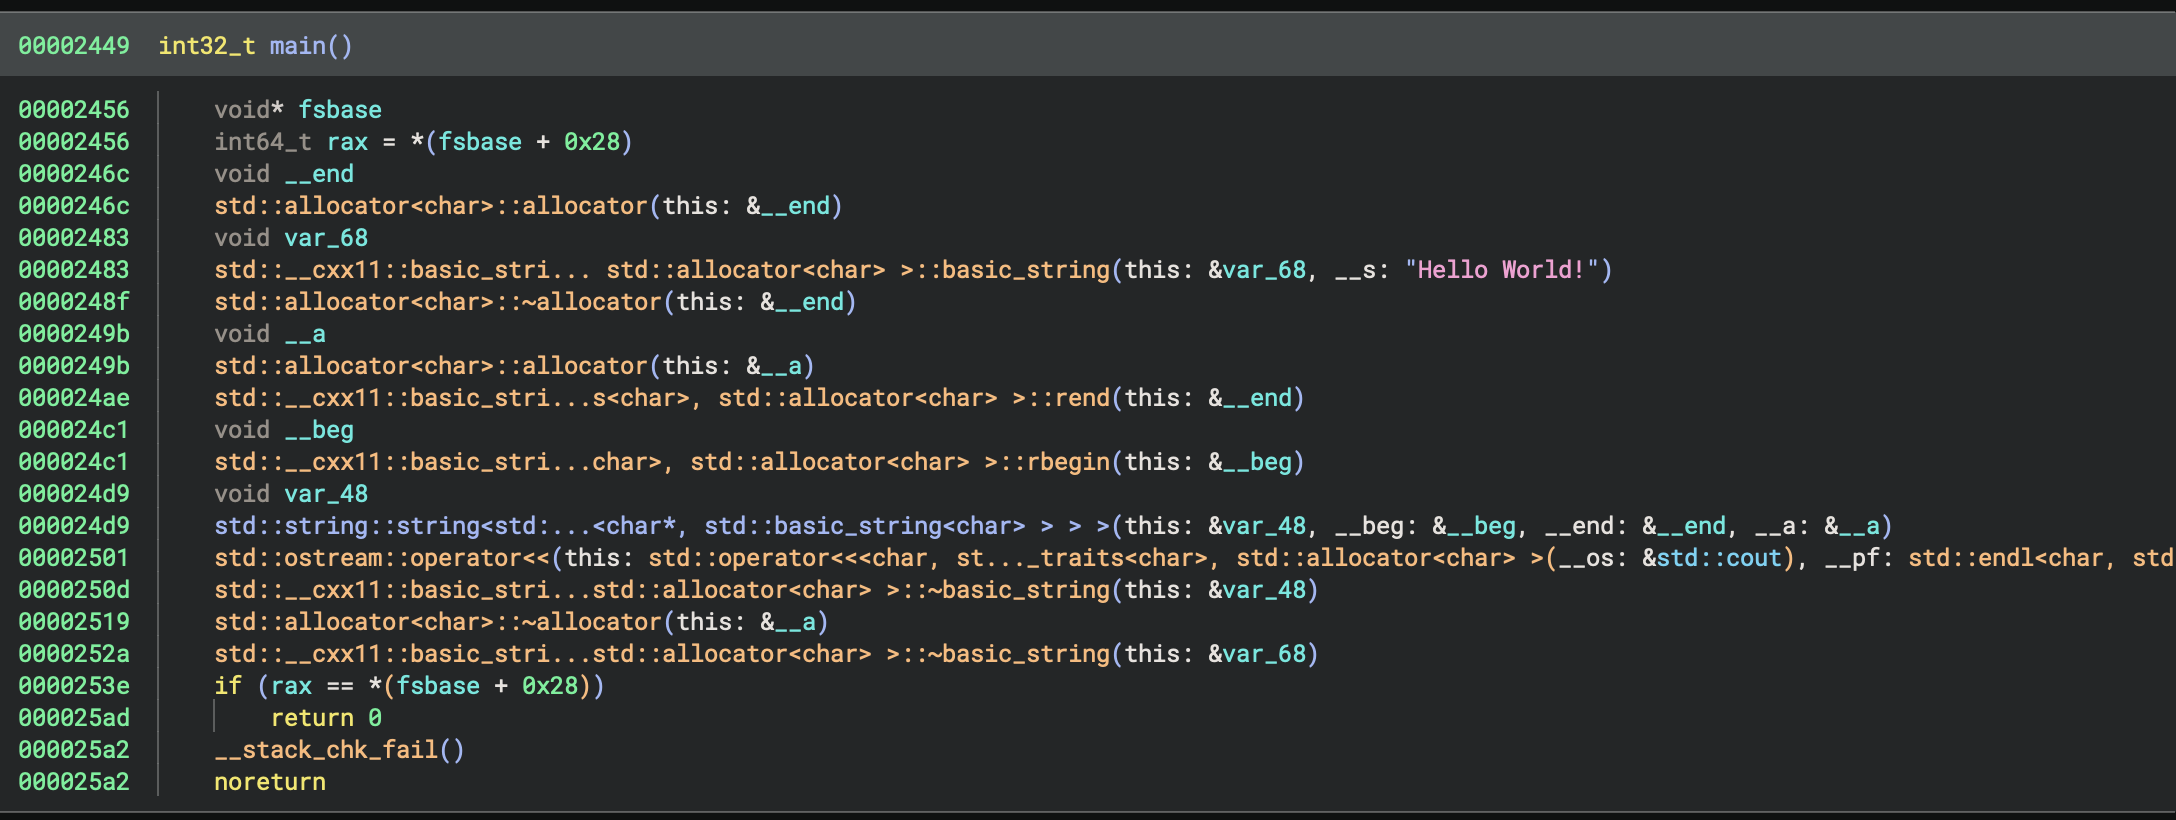 00002449 int32_t main()
00002456 void* fsbase
00002456 int64_t rax = *(fsbase + 0x28)
0000246c void __end
0000246c std::allocator<char>::allocator(this: &__end)
00002483 void var_68
00002483 std::__cxx11::basic_stri... std::allocator<char> >::basic_string(this: &var_68, __s: "Hello World!")
0000248f std::allocator<char>::~allocator(this: &__end)
0000249b void __a
0000249b std::allocator<char>::allocator(this: &__a)
000024ae std::__cxx11::basic_stri...s<char>, std::allocator<char> >::rend(this: &__end)
000024c1 void __beg
000024c1 std::__cxx11::basic_stri...char>, std::allocator<char> >::rbegin(this: &__beg)
000024d9 void var_48
000024d9 std::string::string<std:...<char*, std::basic_string<char> > > >(this: &var_48, __beg: &__beg, __end: &__end, __a: &__a)
00002501 std::ostream::operator<<(this: std::operator<<<char, st..._traits<char>, std::allocator<char> >(__os: &std::cout), __pf: std::endl<char, std
0000250d std::__cxx11::basic_stri...std::allocator<char> >::~basic_string(this: &var_48)
00002519 std::allocator<char>::~allocator(this: &__a)
0000252a std::__cxx11::basic_stri...std::allocator<char> >::~basic_string(this: &var_68)
0000253e if (rax == *(fsbase + 0x28))
000025ad return 0
000025a2 __stack_chk_fail()
000025a2 noreturn